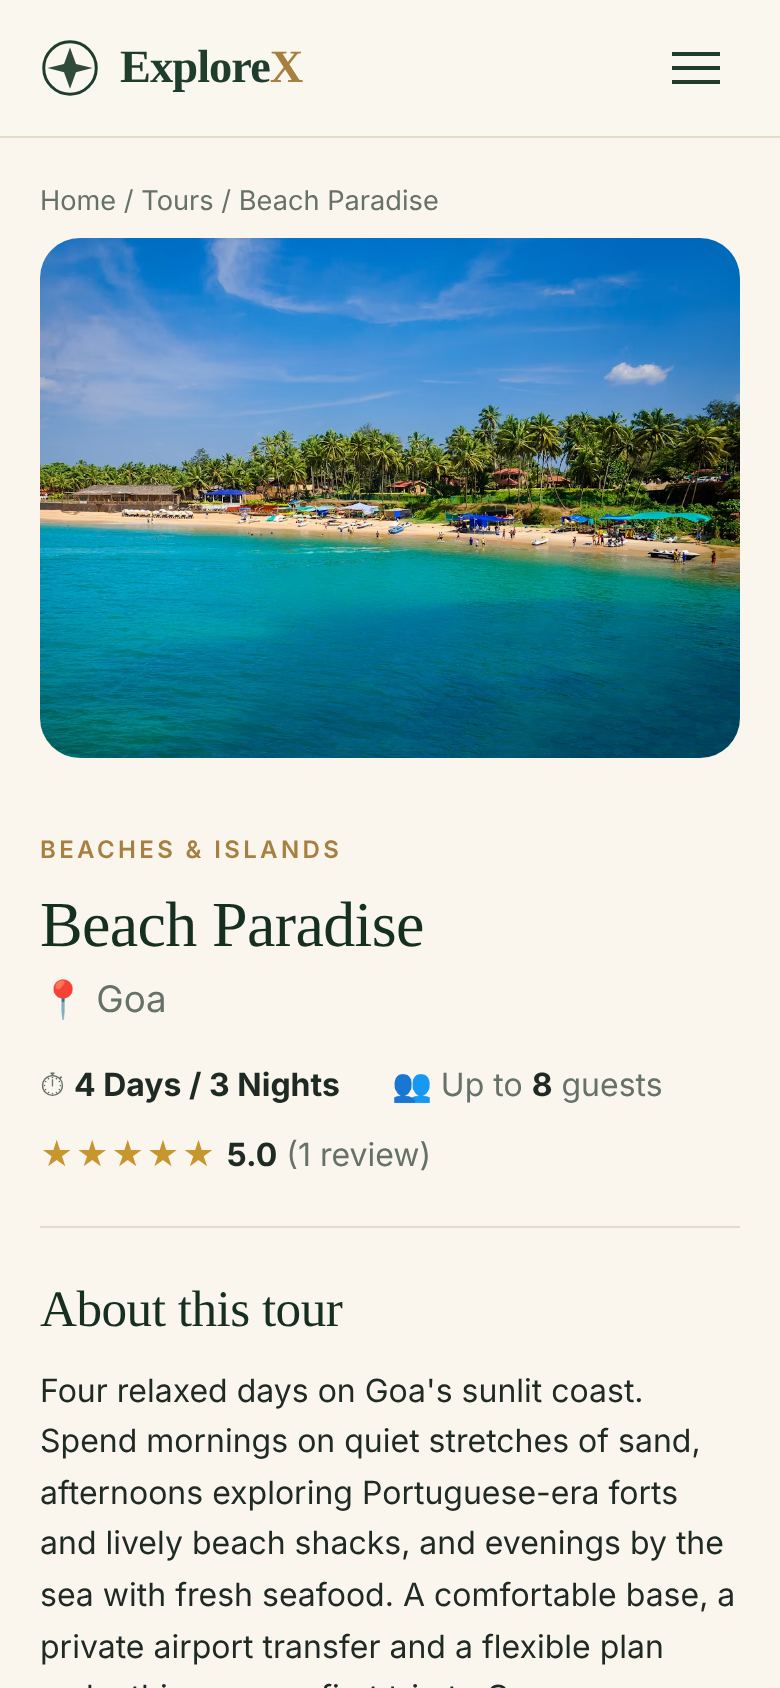 ExploreX
Home / Tours / Beach Paradise
BEACHES & ISLANDS
Beach Paradise
📍 Goa
⏱ 4 Days / 3 Nights 👥 Up to 8 guests
★★★★★ 5.0 (1 review)
About this tour
Four relaxed days on Goa's sunlit coast.
Spend mornings on quiet stretches of sand,
afternoons exploring Portuguese-era forts
and lively beach shacks, and evenings by the
sea with fresh seafood. A comfortable base, a
private airport transfer and a flexible plan